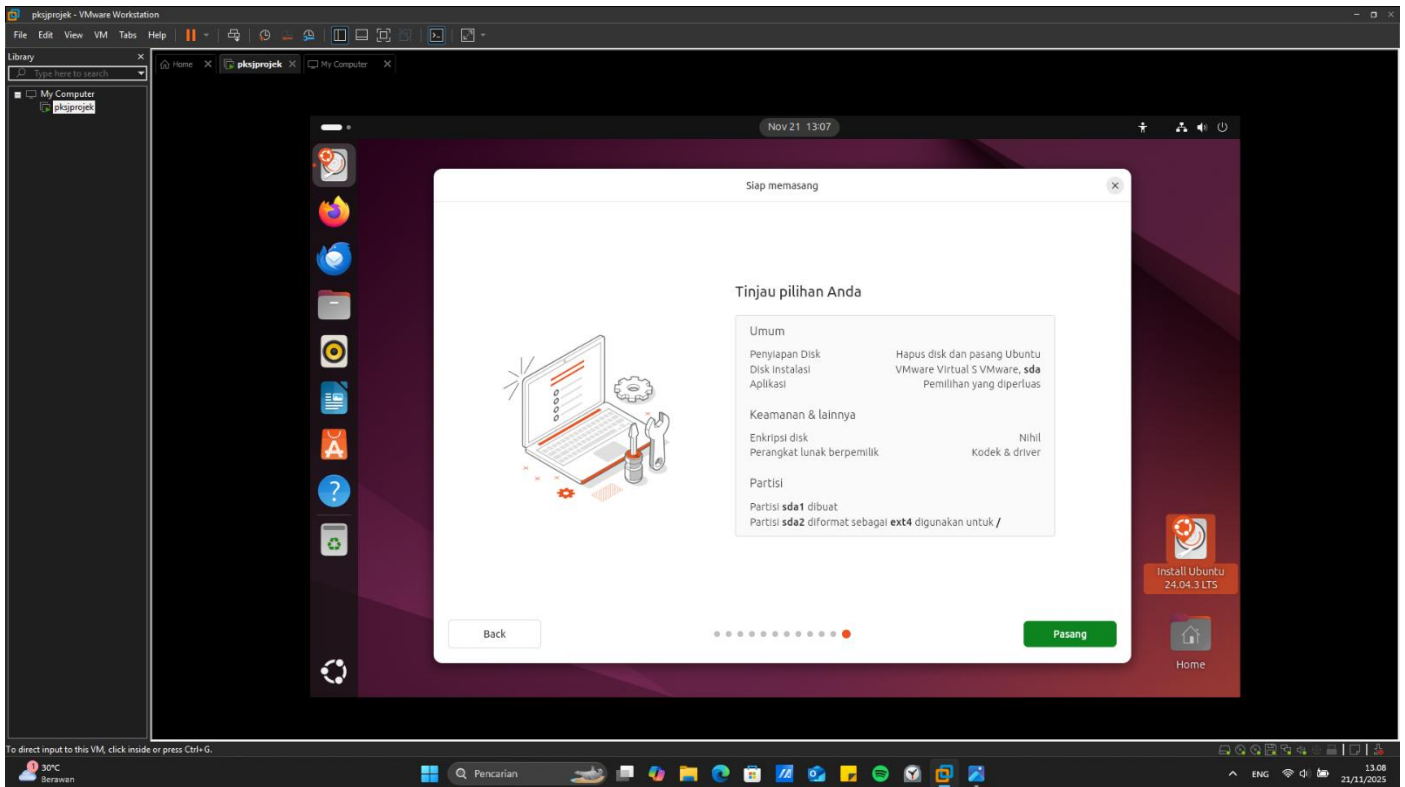 pksjprojek - VMware Workstation
File Edit View VM Tabs Help
Library
Type here to search
My Computer
pksjprojek
Home
pksjprojek
My Computer
Nov 21 13:07
Siap memasang
Tinjau pilihan Anda
Umum
Penyiapan Disk Hapus disk dan pasang Ubuntu
Disk Instalasi VMware Virtual S VMware, sda
Aplikasi Pemilihan yang diperluas
Keamanan & lainnya
Enkripsi disk Nihil
Perangkat lunak berpemilik Kodek & driver
Partisi
Partisi sda1 dibuat
Partisi sda2 diformat sebagai ext4 digunakan untuk /
Back
Pasang
Install Ubuntu
24.04.3 LTS
Home
To direct input to this VM, click inside or press Ctrl+G.
1
30°C
Berawan
Pencarian
ENG
13.08
21/11/2025